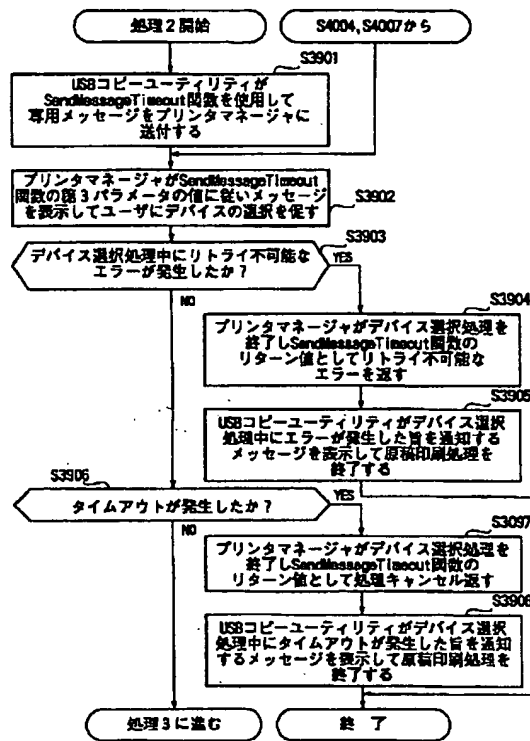 処理2開始
S4004, S4007から
S3901
USBコピーユーティリティが
SendMessageTimeout関数を使用して
専用メッセージをプリンタマネージャに
送付する
プリンタマネージャがSendMessageTimeout
関数の第3パラメータの値に従いメッセージ
を表示してユーザにデバイスの選択を促す
S3902
S3903
デバイス選択処理中にリトライ不可能な
エラーが発生したか？
YES
NO
S3904
プリンタマネージャがデバイス選択処理を
終了しSendMessageTimeout関数の
リターン値としてリトライ不可能な
エラーを返す
S3905
USBコピーユーティリティがデバイス選択
処理中にエラーが発生した旨を通知する
メッセージを表示して原稿印刷処理を
終了する
S3906
タイムアウトが発生したか？
YES
NO
S3097
プリンタマネージャがデバイス選択処理を
終了しSendMessageTimeout関数の
リターン値として処理キャンセル返す
S3908
USBコピーユーティリティがデバイス選択
処理中にタイムアウトが発生した旨を通知
するメッセージを表示して原稿印刷処理を
終了する
処理3に進む
終 了